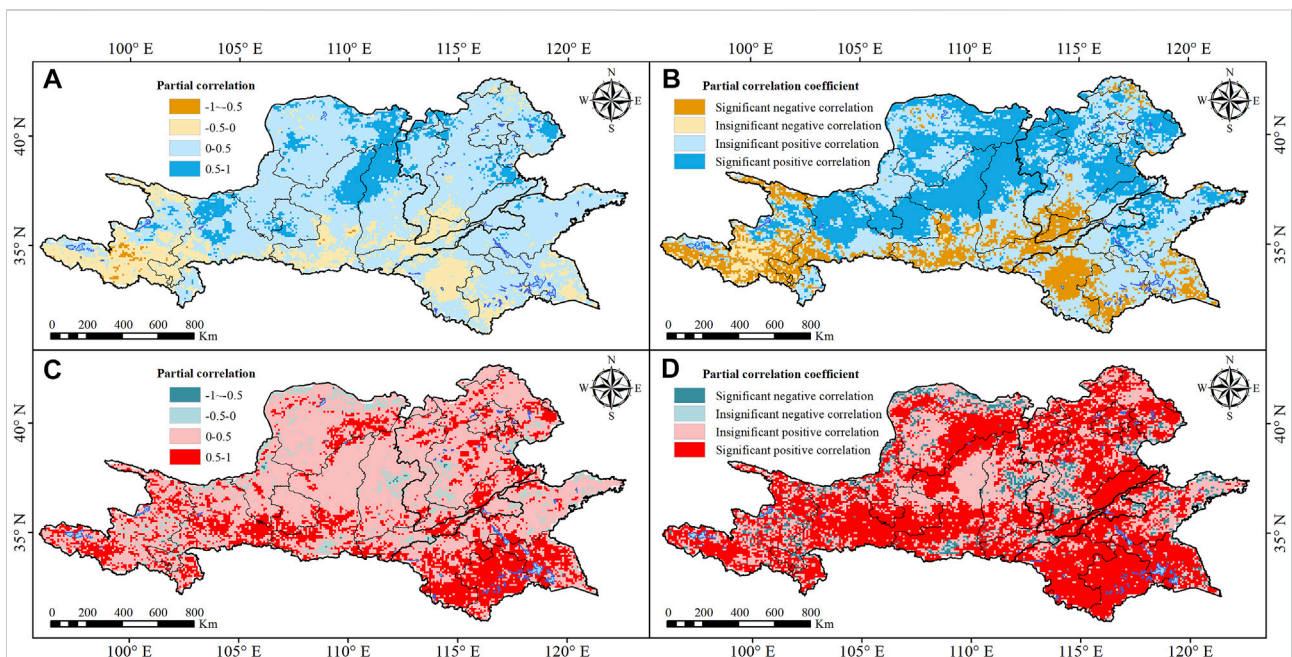 100° E 105° E 110° E 115° E 120° E 100° E 105° E 110° E 115° E 120° E
A
Partial correlation
-1~-0.5
-0.5-0
0-0.5
0.5-1
N
W E
S
40° N
35° N
0 200 400 600 800
Km
B
Partial correlation coefficient
Significant negative correlation
Insignificant negative correlation
Insignificant positive correlation
Significant positive correlation
N
W E
S
40° N
35° N
0 200 400 600 800
Km
C
Partial correlation
-1~-0.5
-0.5-0
0-0.5
0.5-1
N
W E
S
40° N
35° N
0 200 400 600 800
Km
D
Partial correlation coefficient
Significant negative correlation
Insignificant negative correlation
Insignificant positive correlation
Significant positive correlation
N
W E
S
40° N
35° N
0 200 400 600 800
Km
100° E 105° E 110° E 115° E 120° E 100° E 105° E 110° E 115° E 120° E